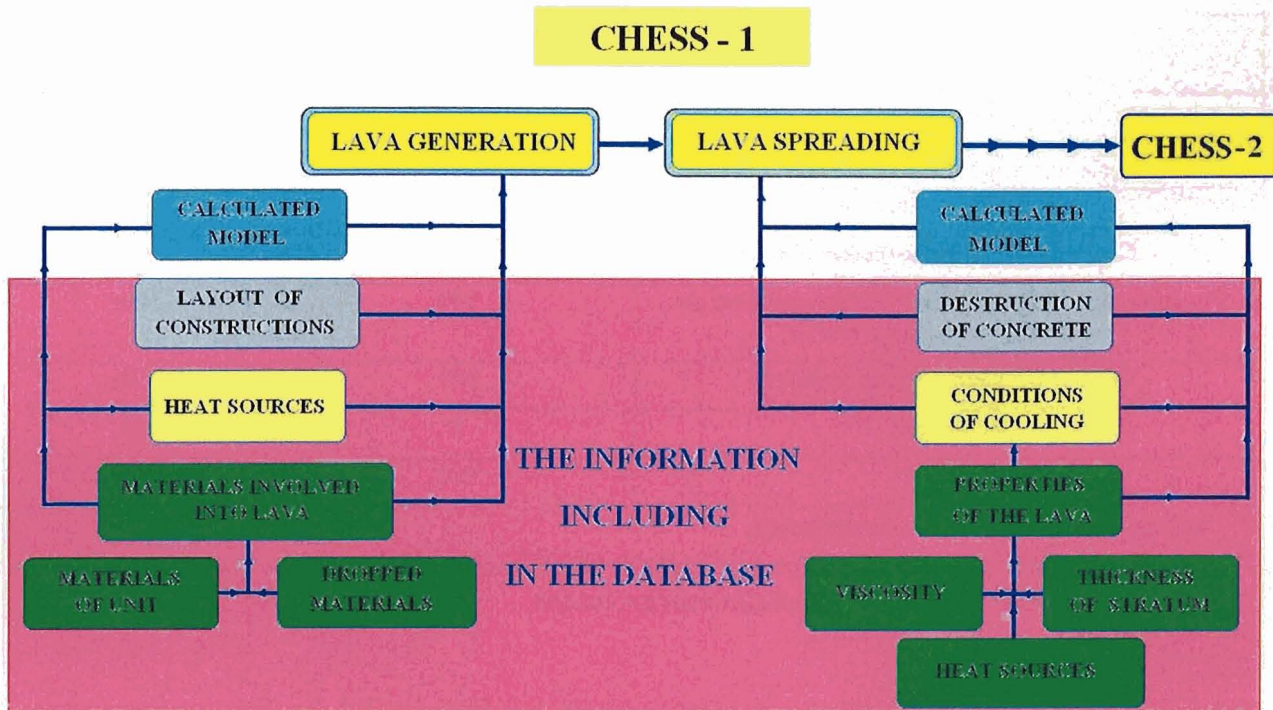 CHESS - 1
LAVA GENERATION
LAVA SPREADING
CHESS-2
CALCULATED
MODEL
CALCULATED
MODEL
LAYOUT OF
CONSTRUCTIONS
DESTRUCTION
OF CONCRETE
HEAT SOURCES
CONDITIONS
OF COOLING
THE INFORMATION
INCLUDING
IN THE DATABASE
MATERIALS INVOLVED
INTO LAVA
PROPERTIES
OF THE LAVA
MATERIALS
OF UNIT
DROPPED
MATERIALS
VISCOSITY
THICKNESS
OF STRATUM
HEAT SOURCES